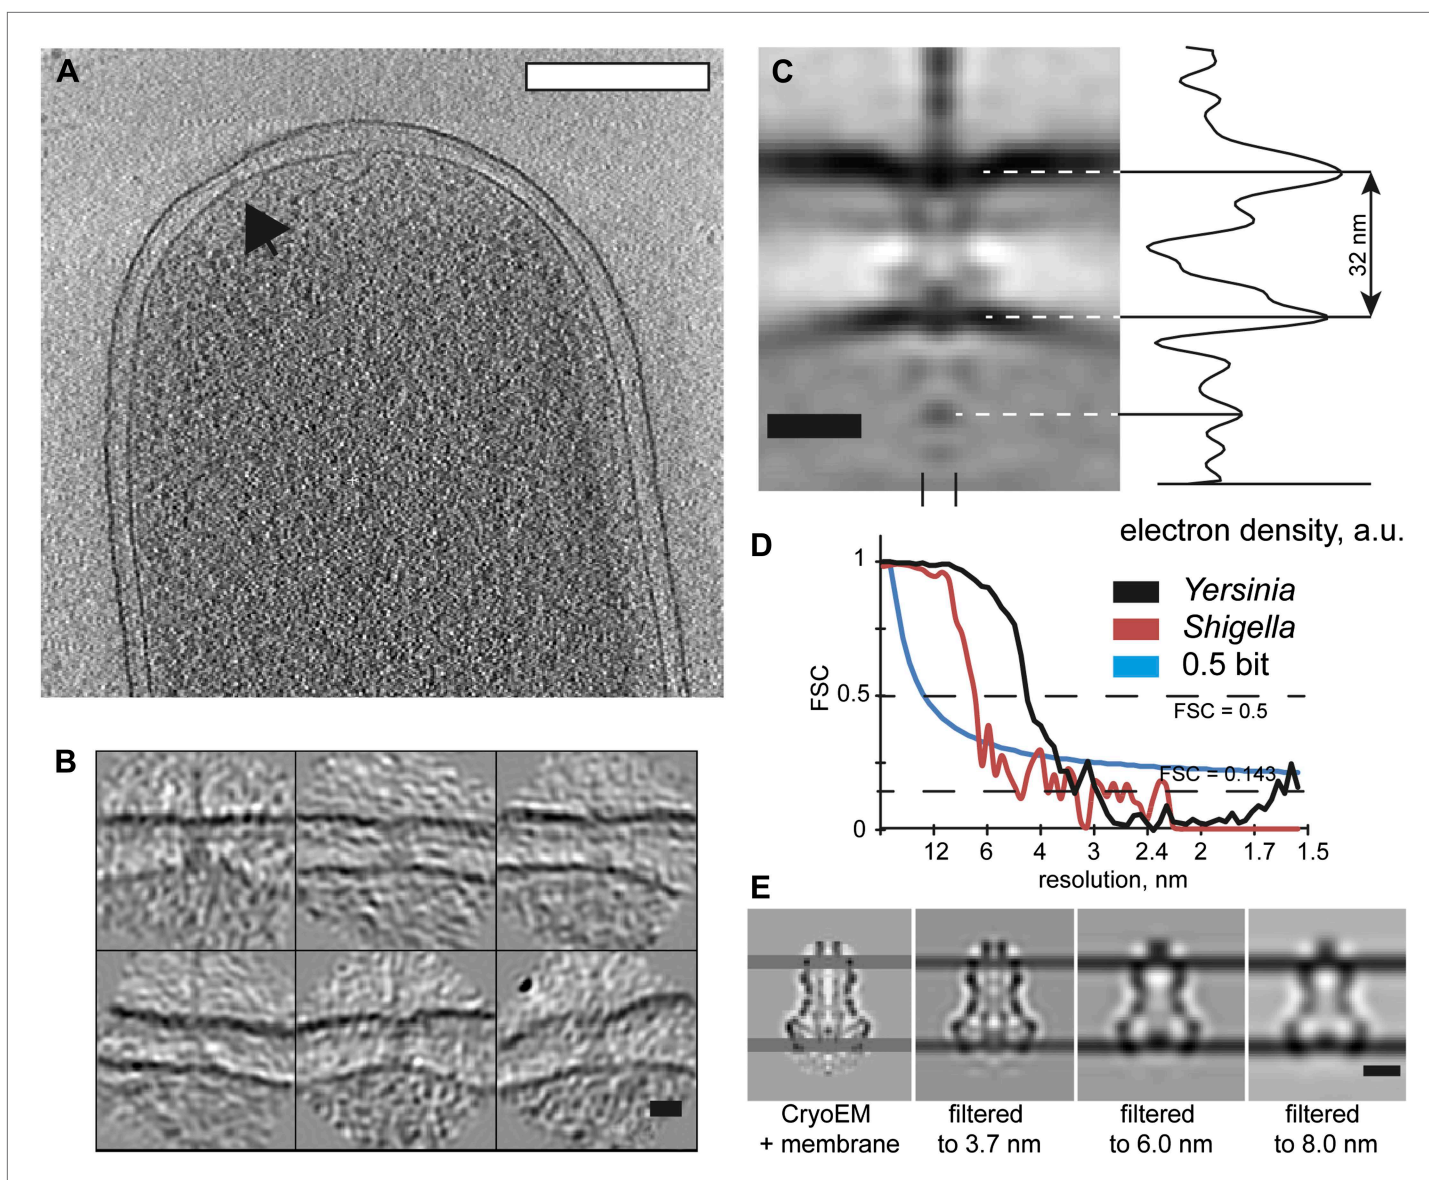 A
C
32 nm
electron density, a.u.
D
1
FSC
0.5
0
Yersinia
Shigella
0.5 bit
FSC = 0.5
FSC = 0.143
12 6 4 3 2.4 2 1.7 1.5
resolution, nm
B
E
CryoEM
+ membrane
filtered
to 3.7 nm
filtered
to 6.0 nm
filtered
to 8.0 nm